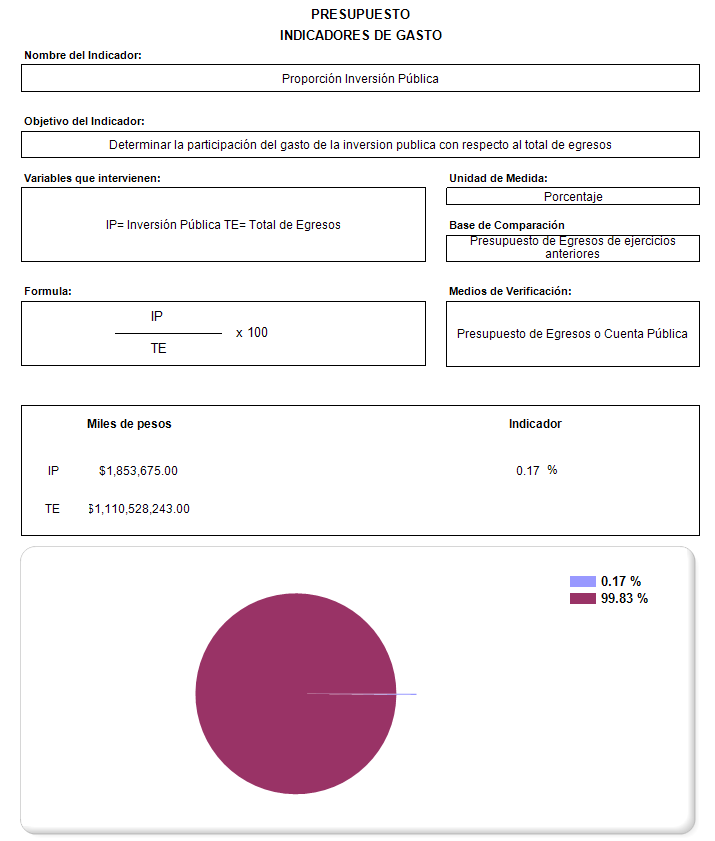 PRESUPUESTO
INDICADORES DE GASTO
Nombre del Indicador:
Proporción Inversión Pública
Objetivo del Indicador:
Determinar la participación del gasto de la inversion publica con respecto al total de egresos
Variables que intervienen:
IP= Inversión Pública TE= Total de Egresos
Unidad de Medida:
Porcentaje
Base de Comparación
Presupuesto de Egresos de ejercicios
anteriores
Formula:
IP
x 100
TE
Medios de Verificación:
Presupuesto de Egresos o Cuenta Pública
Miles de pesos Indicador
IP $1,853,675.00 0.17 %
TE $1,110,528,243.00
0.17 %
99.83 %